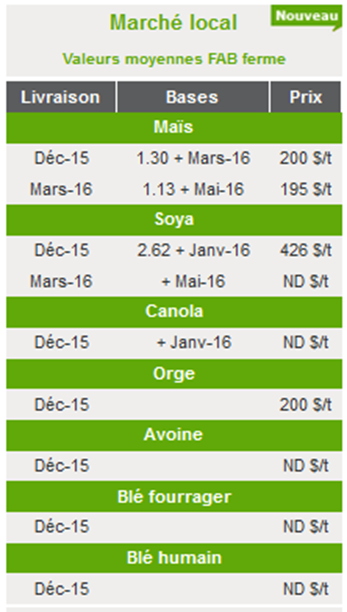 Marché local
Nouveau
Valeurs moyennes FAB ferme
Livraison Bases Prix
Maïs
Déc-15 1.30 + Mars-16 200 $/t
Mars-16 1.13 + Mai-16 195 $/t
Soya
Déc-15 2.62 + Janv-16 426 $/t
Mars-16 + Mai-16 ND $/t
Canola
Déc-15 + Janv-16 ND $/t
Orge
Déc-15 200 $/t
Avoine
Déc-15 ND $/t
Blé fourrager
Déc-15 ND $/t
Blé humain
Déc-15 ND $/t